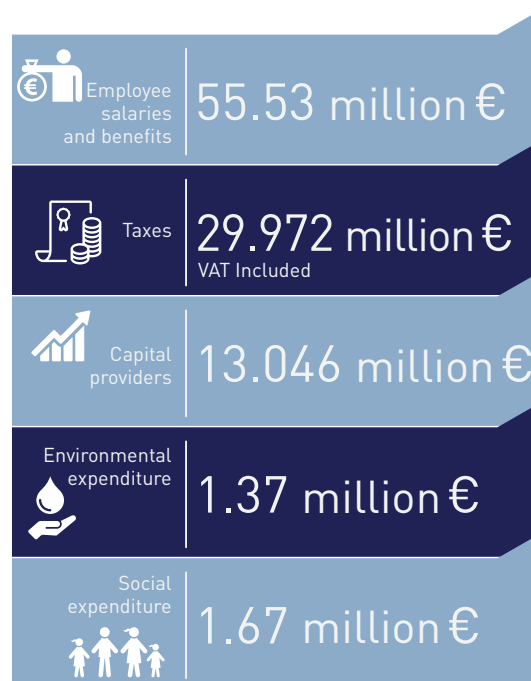 Employee
salaries
and benefits
55.53 million €
Taxes
29.972 million €
VAT Included
Capital
providers
13.046 million €
Environmental
expenditure
1.37 million €
Social
expenditure
1.67 million €